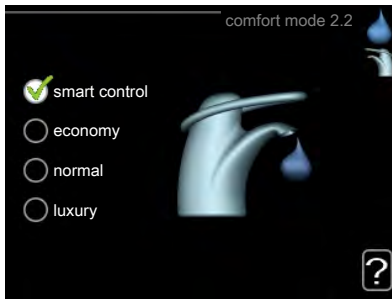 comfort mode 2.2
smart control
economy
normal
luxury
?